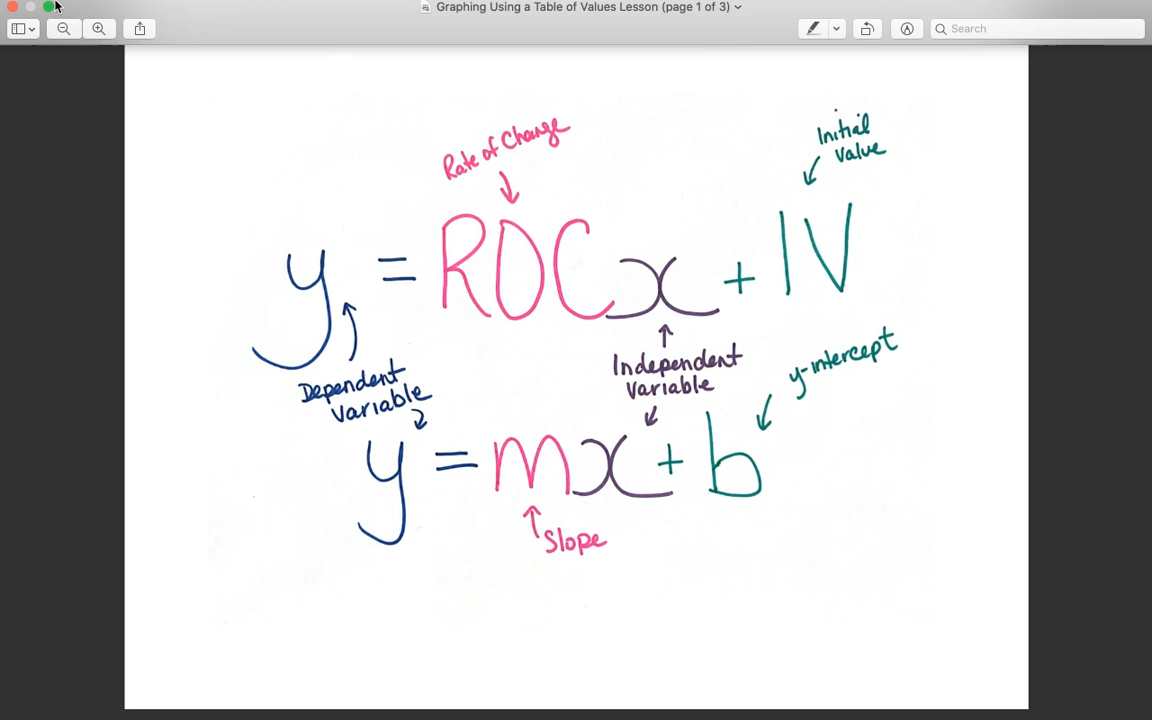 Graphing Using a Table of Values Lesson (page 1 of 3)
Search
Rate of Change
Initial
Value
y = ROCx + IV
Dependent
Variable
Independent
Variable
y-intercept
y = mx + b
Slope